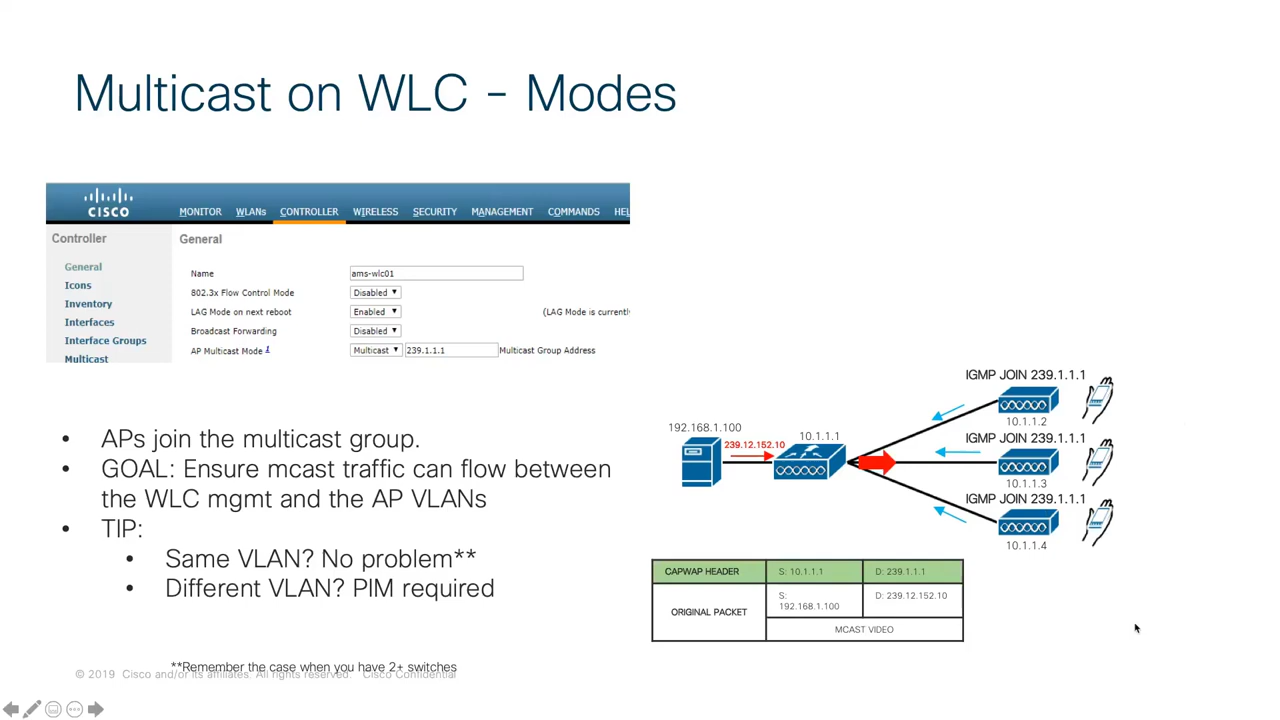 Multicast on WLC - Modes
CISCO
MONITOR WLANs CONTROLLER WIRELESS SECURITY MANAGEMENT COMMANDS HEL
Controller
General
Icons
Inventory
Interfaces
Interface Groups
Multicast
General
Name ams-wlc01
802.3x Flow Control Mode Disabled
LAG Mode on next reboot Enabled (LAG Mode is currently
Broadcast Forwarding Disabled
AP Multicast Mode 1 Multicast 239.1.1.1 Multicast Group Address
• APs join the multicast group.
• GOAL: Ensure mcast traffic can flow between
the WLC mgmt and the AP VLANs
• TIP:
• Same VLAN? No problem**
• Different VLAN? PIM required
192.168.1.100
239.12.152.10
10.1.1.1
IGMP JOIN 239.1.1.1
10.1.1.2
IGMP JOIN 239.1.1.1
10.1.1.3
IGMP JOIN 239.1.1.1
10.1.1.4
CAPWAP HEADER S: 10.1.1.1 D: 239.1.1.1
ORIGINAL PACKET
S:
192.168.1.100
D: 239.12.152.10
MCAST VIDEO
**Remember the case when you have 2+ switches
© 2019 Cisco and/or its affiliates. All rights reserved. Cisco Confidential